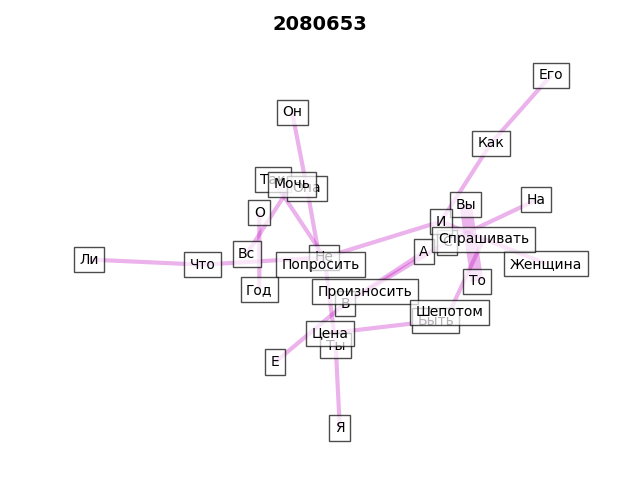 2080653
Его
Он
Как
Мочь
На
Вы
О
И
Спрашивать
А
Вс
Ли
Что
Не
Попросить
Женщина
То
Год
Произносить
В
Шепотом
Быть
Цена
Ты
Е
Я